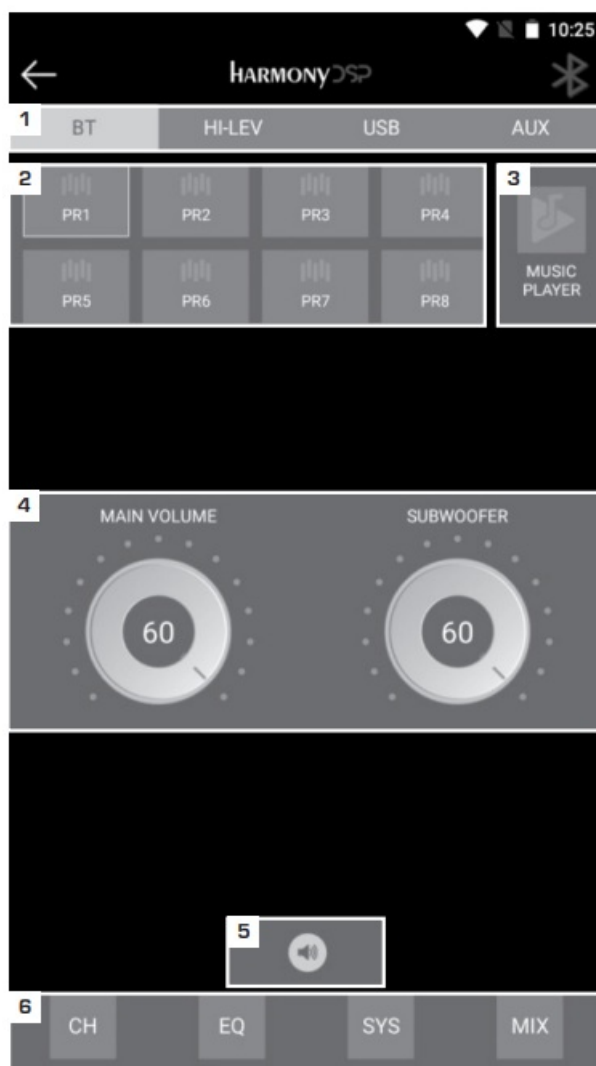 10:25
HARMONY DSP
1
BT HI-LEV USB AUX
2
PR1 PR2 PR3 PR4
PR5 PR6 PR7 PR8
3
MUSIC
PLAYER
4
MAIN VOLUME SUBWOOFER
60 60
5
6
CH EQ SYS MIX